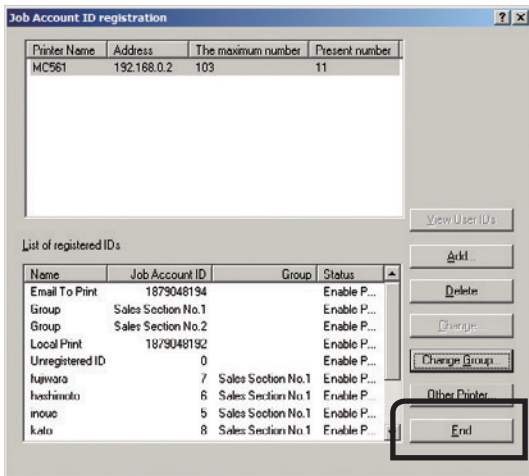 Job Account ID registration
Printer Name Address The maximum number Present number
MC561 192.168.0.2 103 11
View User ID's
List of registered IDs
Add...
Name Job Account ID Group Status
Email To Print 1879048194 Enable P...
Delete
Group Sales Section No.1 Enable P...
Group Sales Section No.2 Enable P...
Change...
Local Print 1879048192 Enable P...
Unregistered ID 0 Enable P...
Change Group...
fujiwara 7 Sales Section No.1 Enable P...
hashimoto 6 Sales Section No.1 Enable P...
Other Printer...
inoue 5 Sales Section No.1 Enable P...
kato 8 Sales Section No.1 Enable P...
End